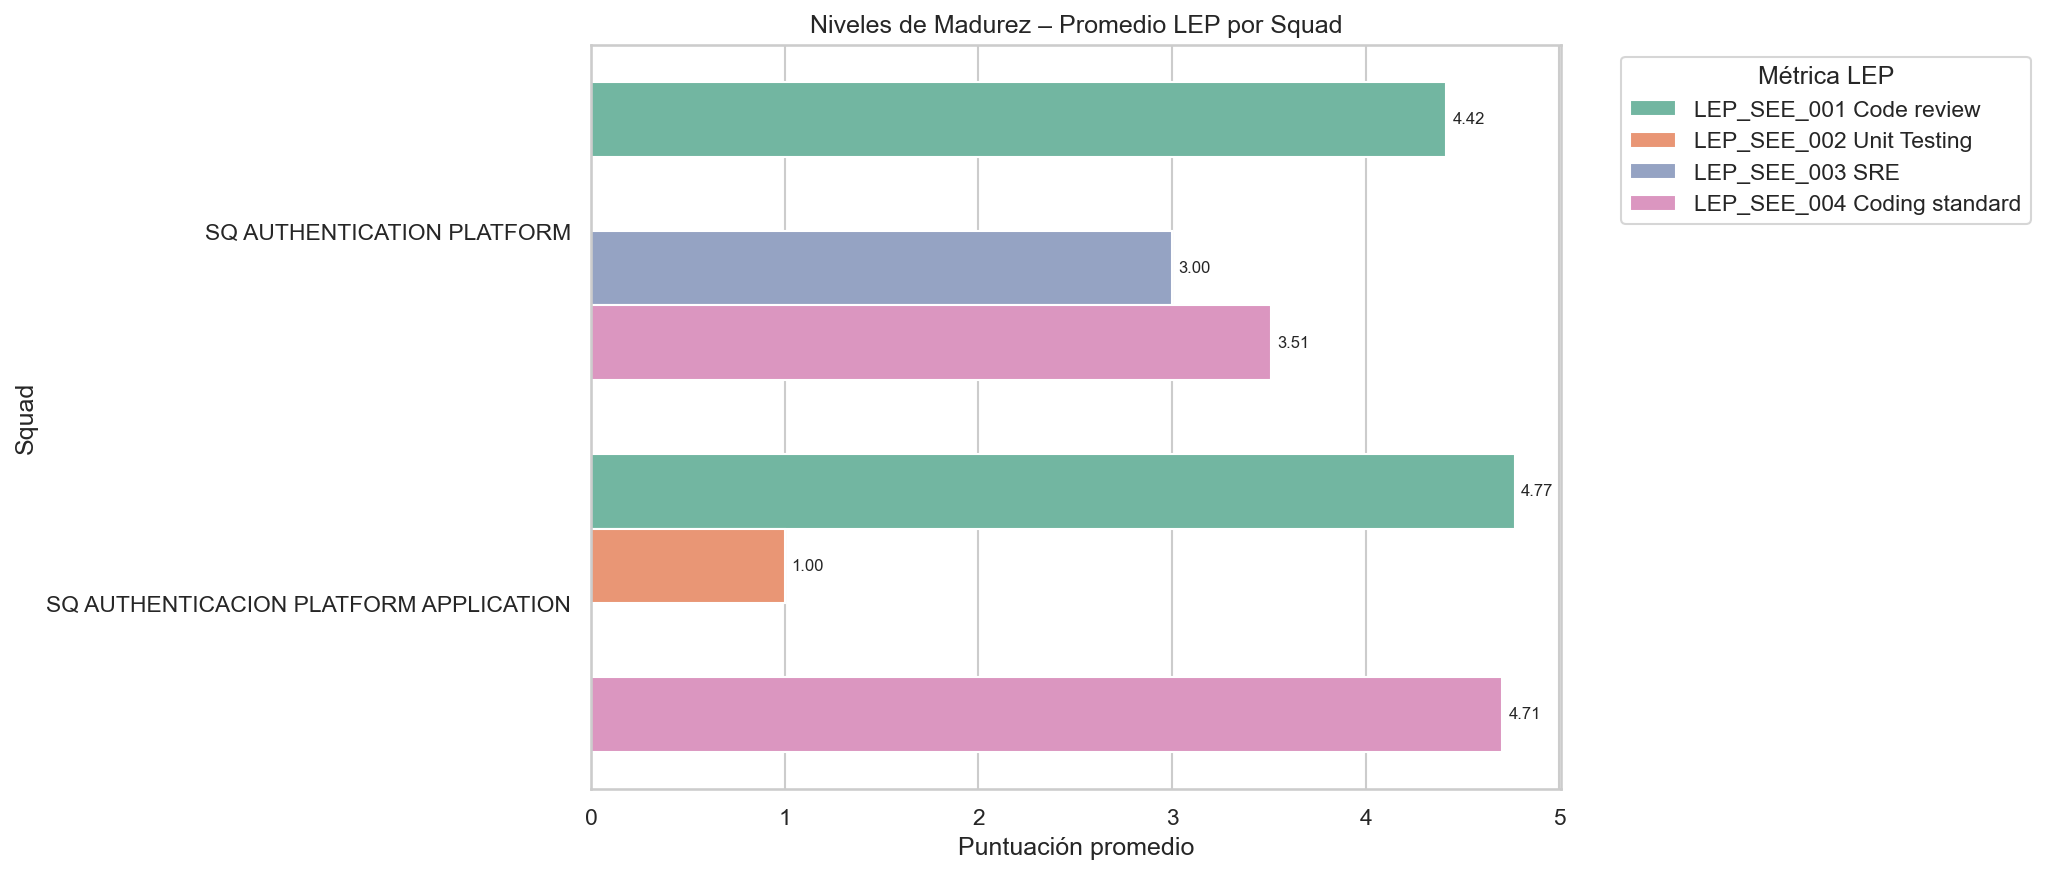 Niveles de Madurez – Promedio LEP por Squad
Métrica LEP
LEP_SEE_001 Code review
LEP_SEE_002 Unit Testing
LEP_SEE_003 SRE
LEP_SEE_004 Coding standard
Squad
SQ AUTHENTICATION PLATFORM
4.42
3.00
3.51
SQ AUTHENTICACION PLATFORM APPLICATION
4.77
1.00
4.71
0 1 2 3 4 5
Puntuación promedio